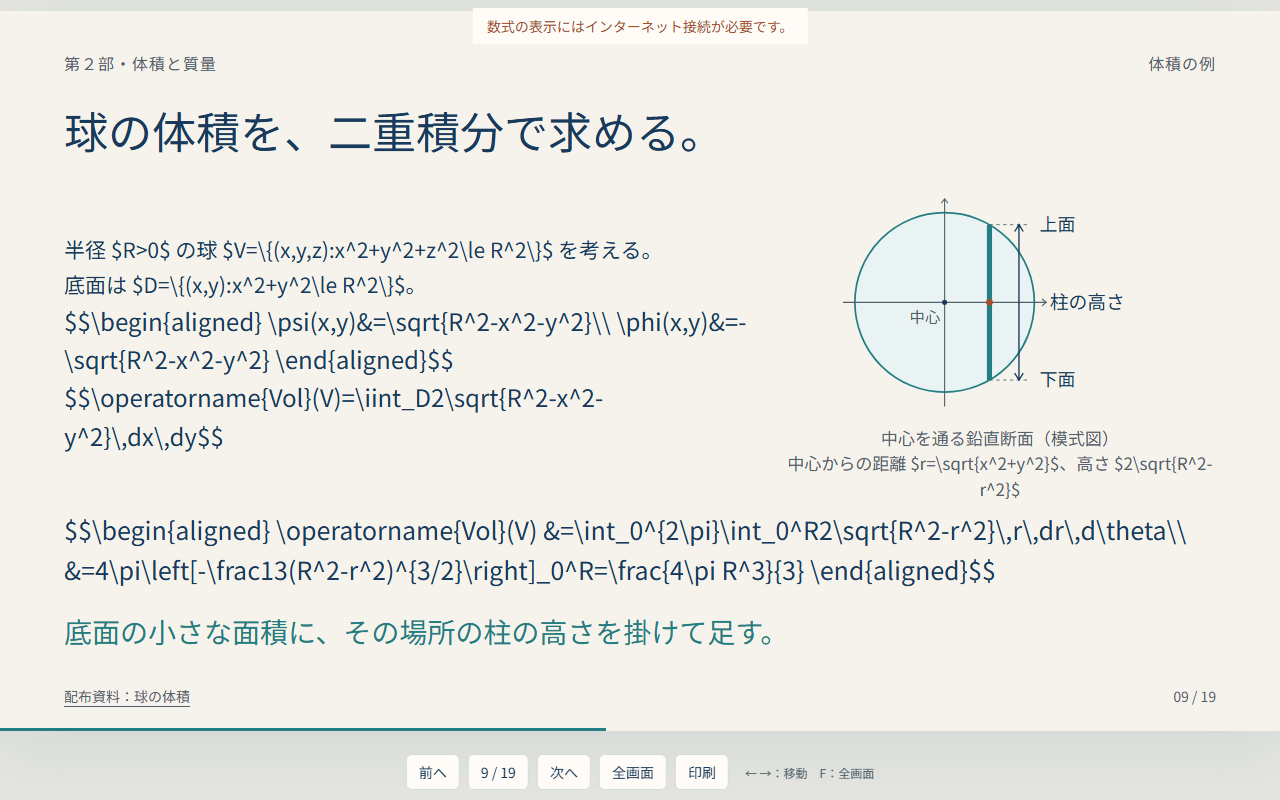 数式の表示にはインターネット接続が必要です。
第２部・体積と質量
体積の例
球の体積を、二重積分で求める。
半径 $R>0$ の球 $V=\{(x,y,z):x^2+y^2+z^2\le R^2\}$ を考える。
底面は $D=\{(x,y):x^2+y^2\le R^2\}$。
$$\begin{aligned} \psi(x,y)&=\sqrt{R^2-x^2-y^2}\\ \phi(x,y)&=-
\sqrt{R^2-x^2-y^2} \end{aligned}$$
$$\operatorname{Vol}(V)=\iint_D2\sqrt{R^2-x^2-
y^2}\,dx\,dy$$
上面
柱の高さ
中心
下面
中心を通る鉛直断面（模式図）
中心からの距離 $r=\sqrt{x^2+y^2}$、高さ $2\sqrt{R^2-
r^2}$
$$\begin{aligned} \operatorname{Vol}(V) &=\int_0^{2\pi}\int_0^R2\sqrt{R^2-r^2}\,r\,dr\,d\theta\\
&=4\pi\left[-\frac13(R^2-r^2)^{3/2}\right]_0^R=\frac{4\pi R^3}{3} \end{aligned}$$
底面の小さな面積に、その場所の柱の高さを掛けて足す。
配布資料：球の体積
09 / 19
前へ
9 / 19
次へ
全画面
印刷
←→：移動　F：全画面